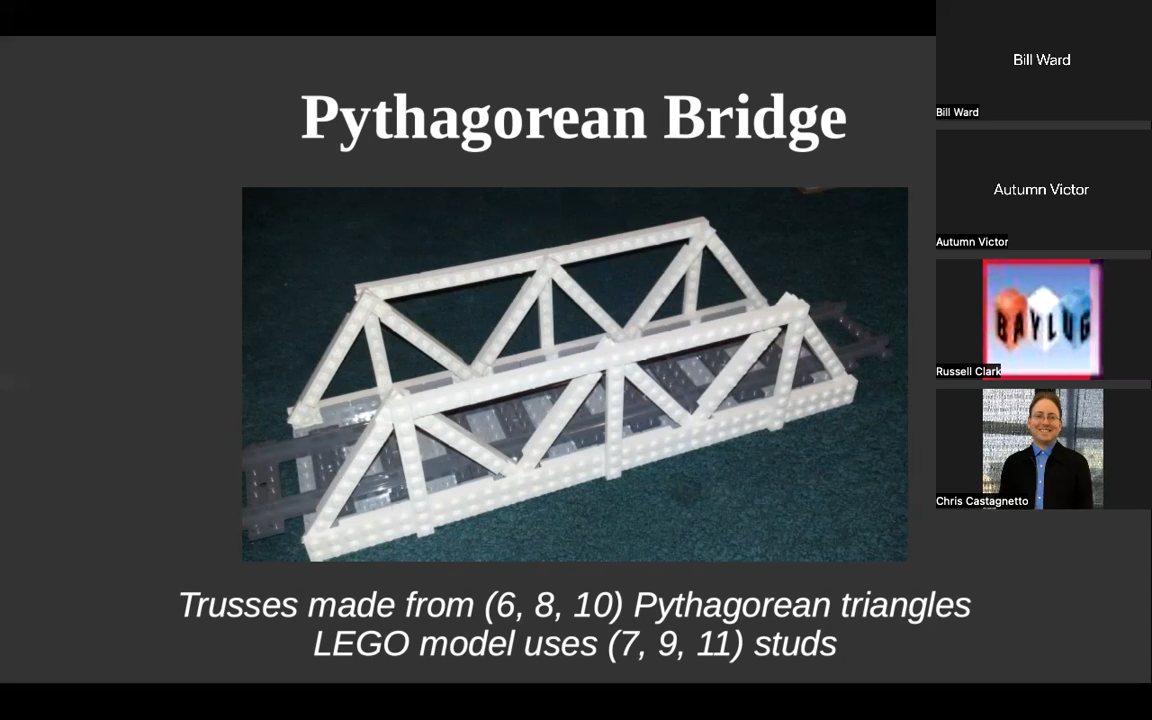 Pythagorean Bridge
Trusses made from (6, 8, 10) Pythagorean triangles
LEGO model uses (7, 9, 11) studs
Bill Ward
Bill Ward
Autumn Victor
Autumn Victor
BAYLUG
Russell Clark
Chris Castagnetto